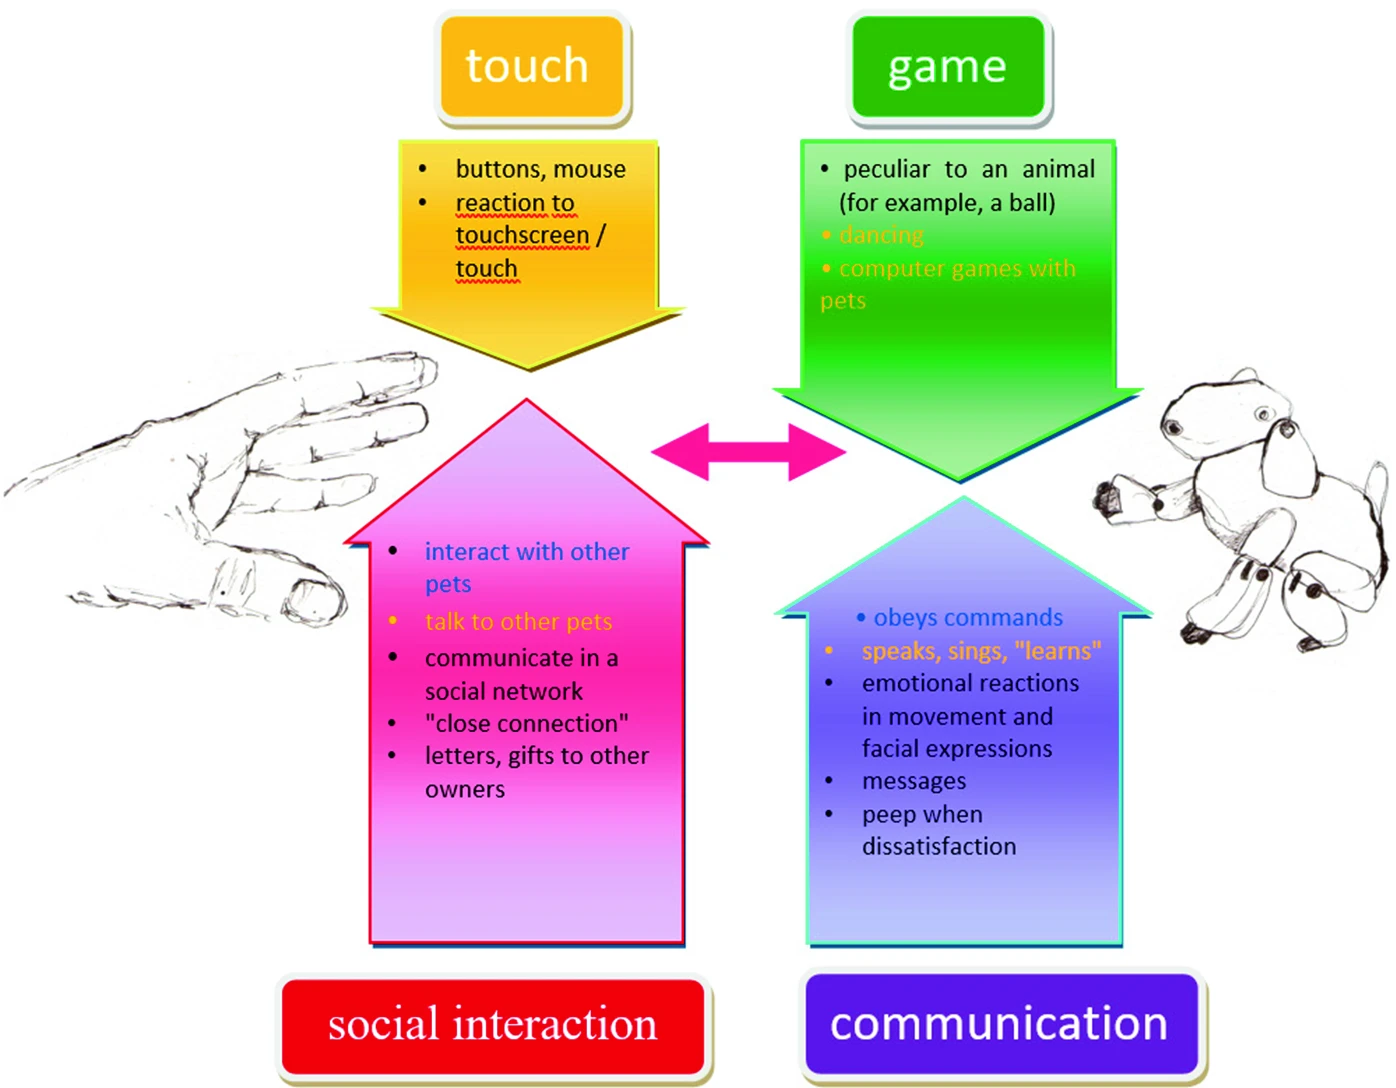 touch
• buttons, mouse
• reaction to
touchscreen /
touch
game
• peculiar to an animal
(for example, a ball)
• dancing
• computer games with
pets
• interact with other
pets
• talk to other pets
• communicate in a
social network
• "close connection"
• letters, gifts to other
owners
social interaction
• obeys commands
• speaks, sings, "learns"
• emotional reactions
in movement and
facial expressions
• messages
• peep when
dissatisfaction
communication